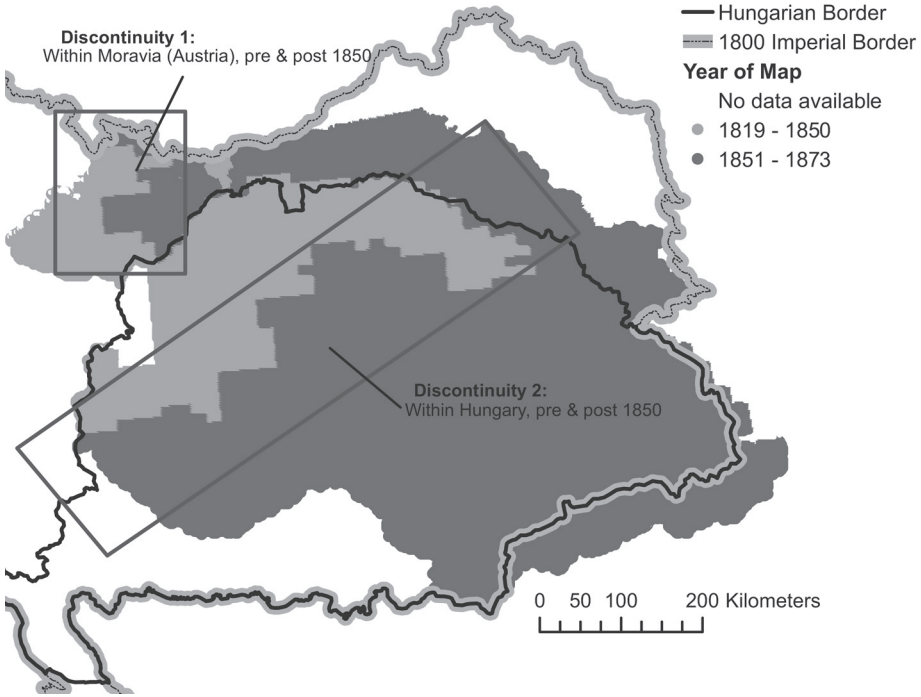 Discontinuity 1:
Within Moravia (Austria), pre & post 1850
Hungarian Border
1800 Imperial Border
Year of Map
No data available
1819 - 1850
1851 - 1873
Discontinuity 2:
Within Hungary, pre & post 1850
0 50 100 200 Kilometers